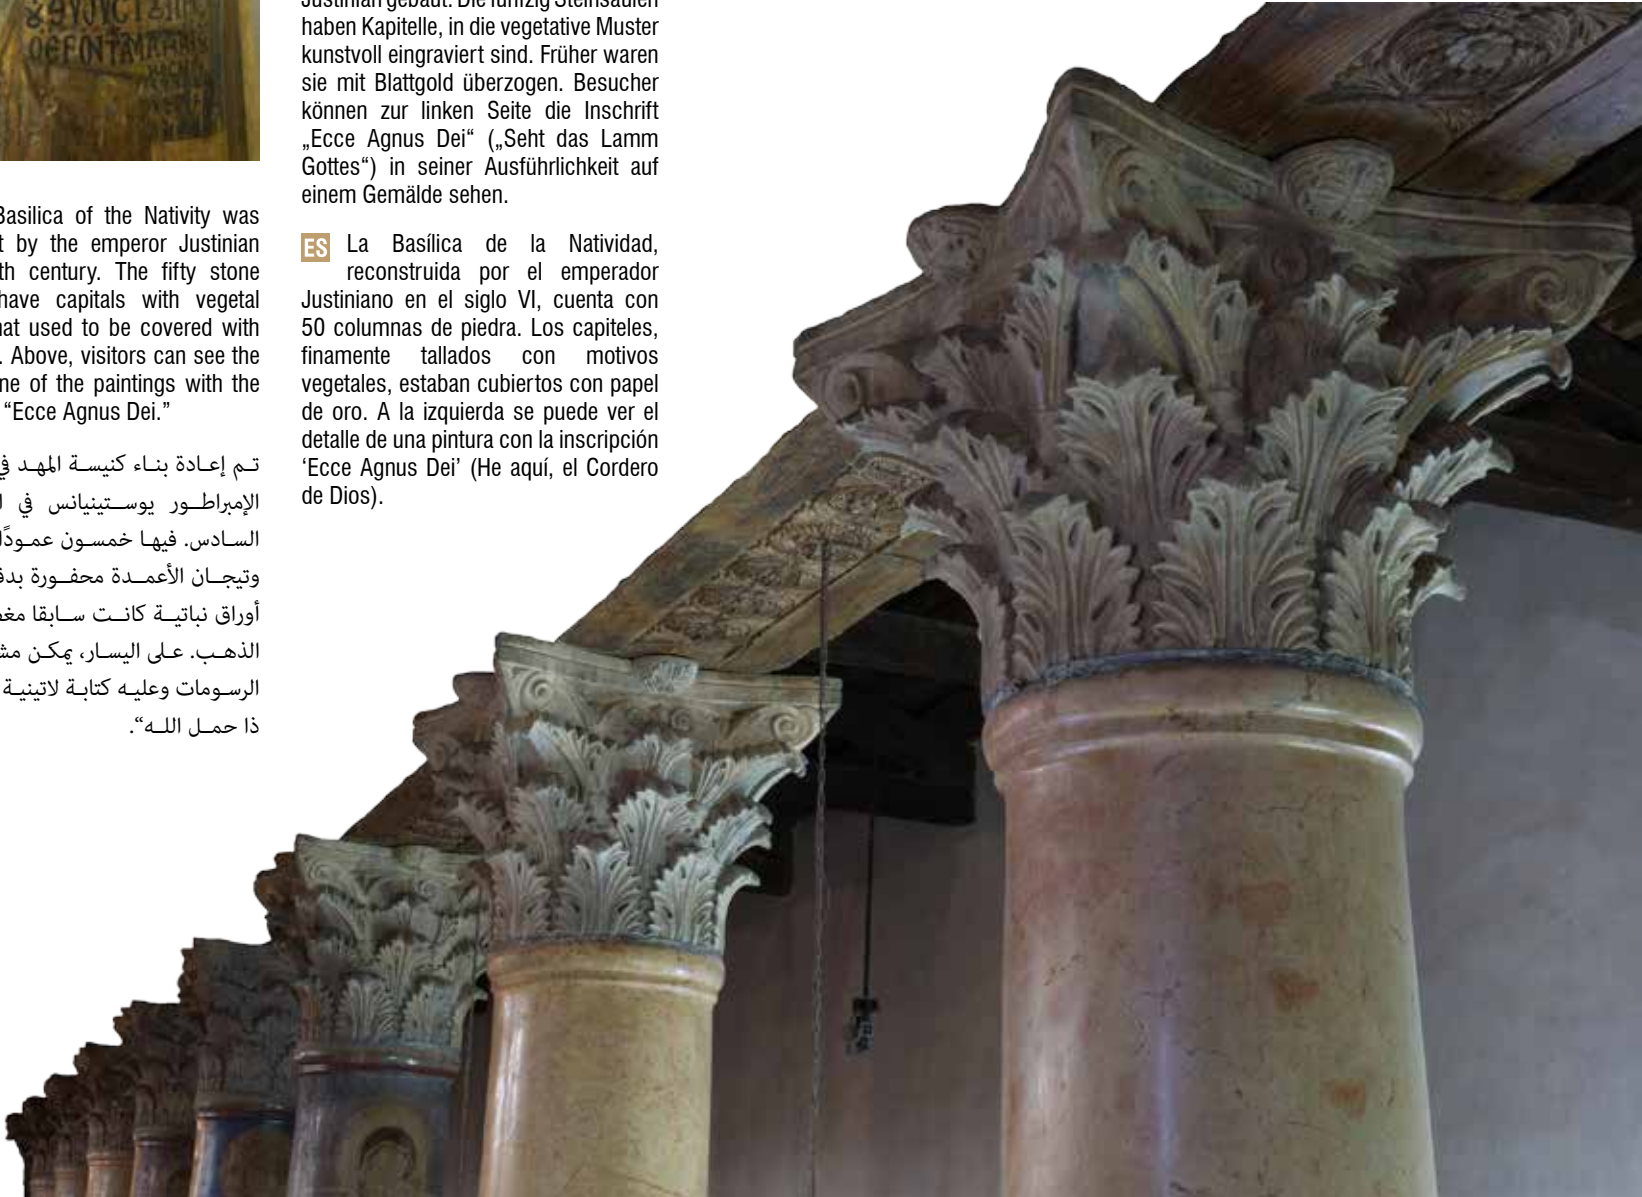 Basilica of the Nativity was
by the emperor Justinian
century. The fifty stone
have capitals with vegetal
used to be covered with
. Above, visitors can see the
of the paintings with the
“Ecce Agnus Dei.”
تم إعادة بناء كنيسة المهد في
الإمبراطور يوستينيانس في
السادس. فيها خمسون عمودًا
وتيجان الأعمدة محفورة
أوراق نباتية كانت سابقا
الذهب. على اليسار، يمكن
الرسومات وعليه كتابة لاتينية
ذا حمل الله“.
Justinian gebaut. Die fünfzig Steinsäulen
haben Kapitelle, in die vegetative Muster
kunstvoll eingraviert sind. Früher waren
sie mit Blattgold überzogen. Besucher
können zur linken Seite die Inschrift
„Ecce Agnus Dei“ („Seht das Lamm
Gottes“) in seiner Ausführlichkeit auf
einem Gemälde sehen.
ES La Basílica de la Natividad,
reconstruida por el emperador
Justiniano en el siglo VI, cuenta con
50 columnas de piedra. Los capiteles,
finamente tallados con motivos
vegetales, estaban cubiertos con papel
de oro. A la izquierda se puede ver el
detalle de una pintura con la inscripción
‘Ecce Agnus Dei’ (He aquí, el Cordero
de Dios).